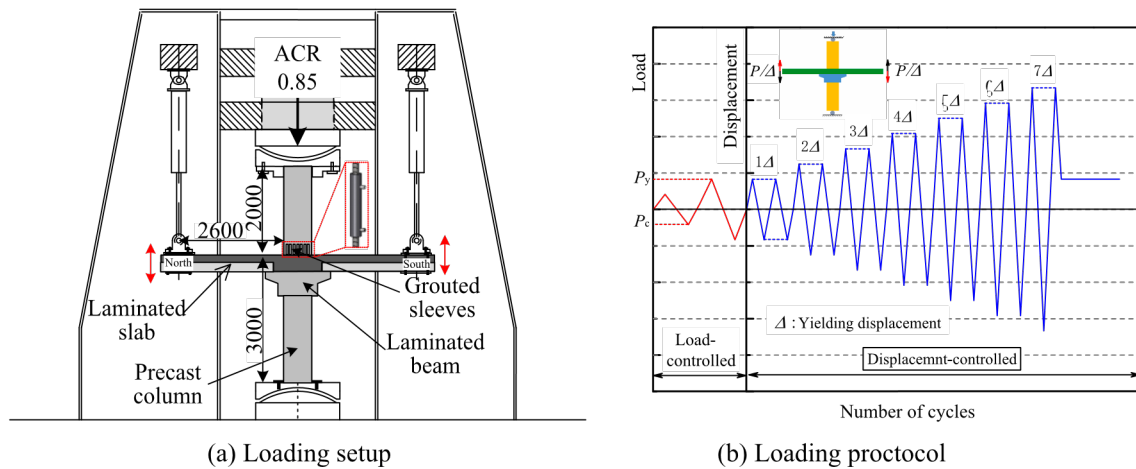 ACR
0.85
2000
2600
North
South
Laminated
slab
3000
Grouted
sleeves
Laminated
beam
Precast
column
(a) Loading setup
Load
Displacement
P/Δ
P/Δ
1Δ
2Δ
3Δ
4Δ
5Δ
6Δ
7Δ
Py
Pc
Δ : Yielding displacement
Load-
controlled
Displacemnt-controlled
Number of cycles
(b) Loading proctocol